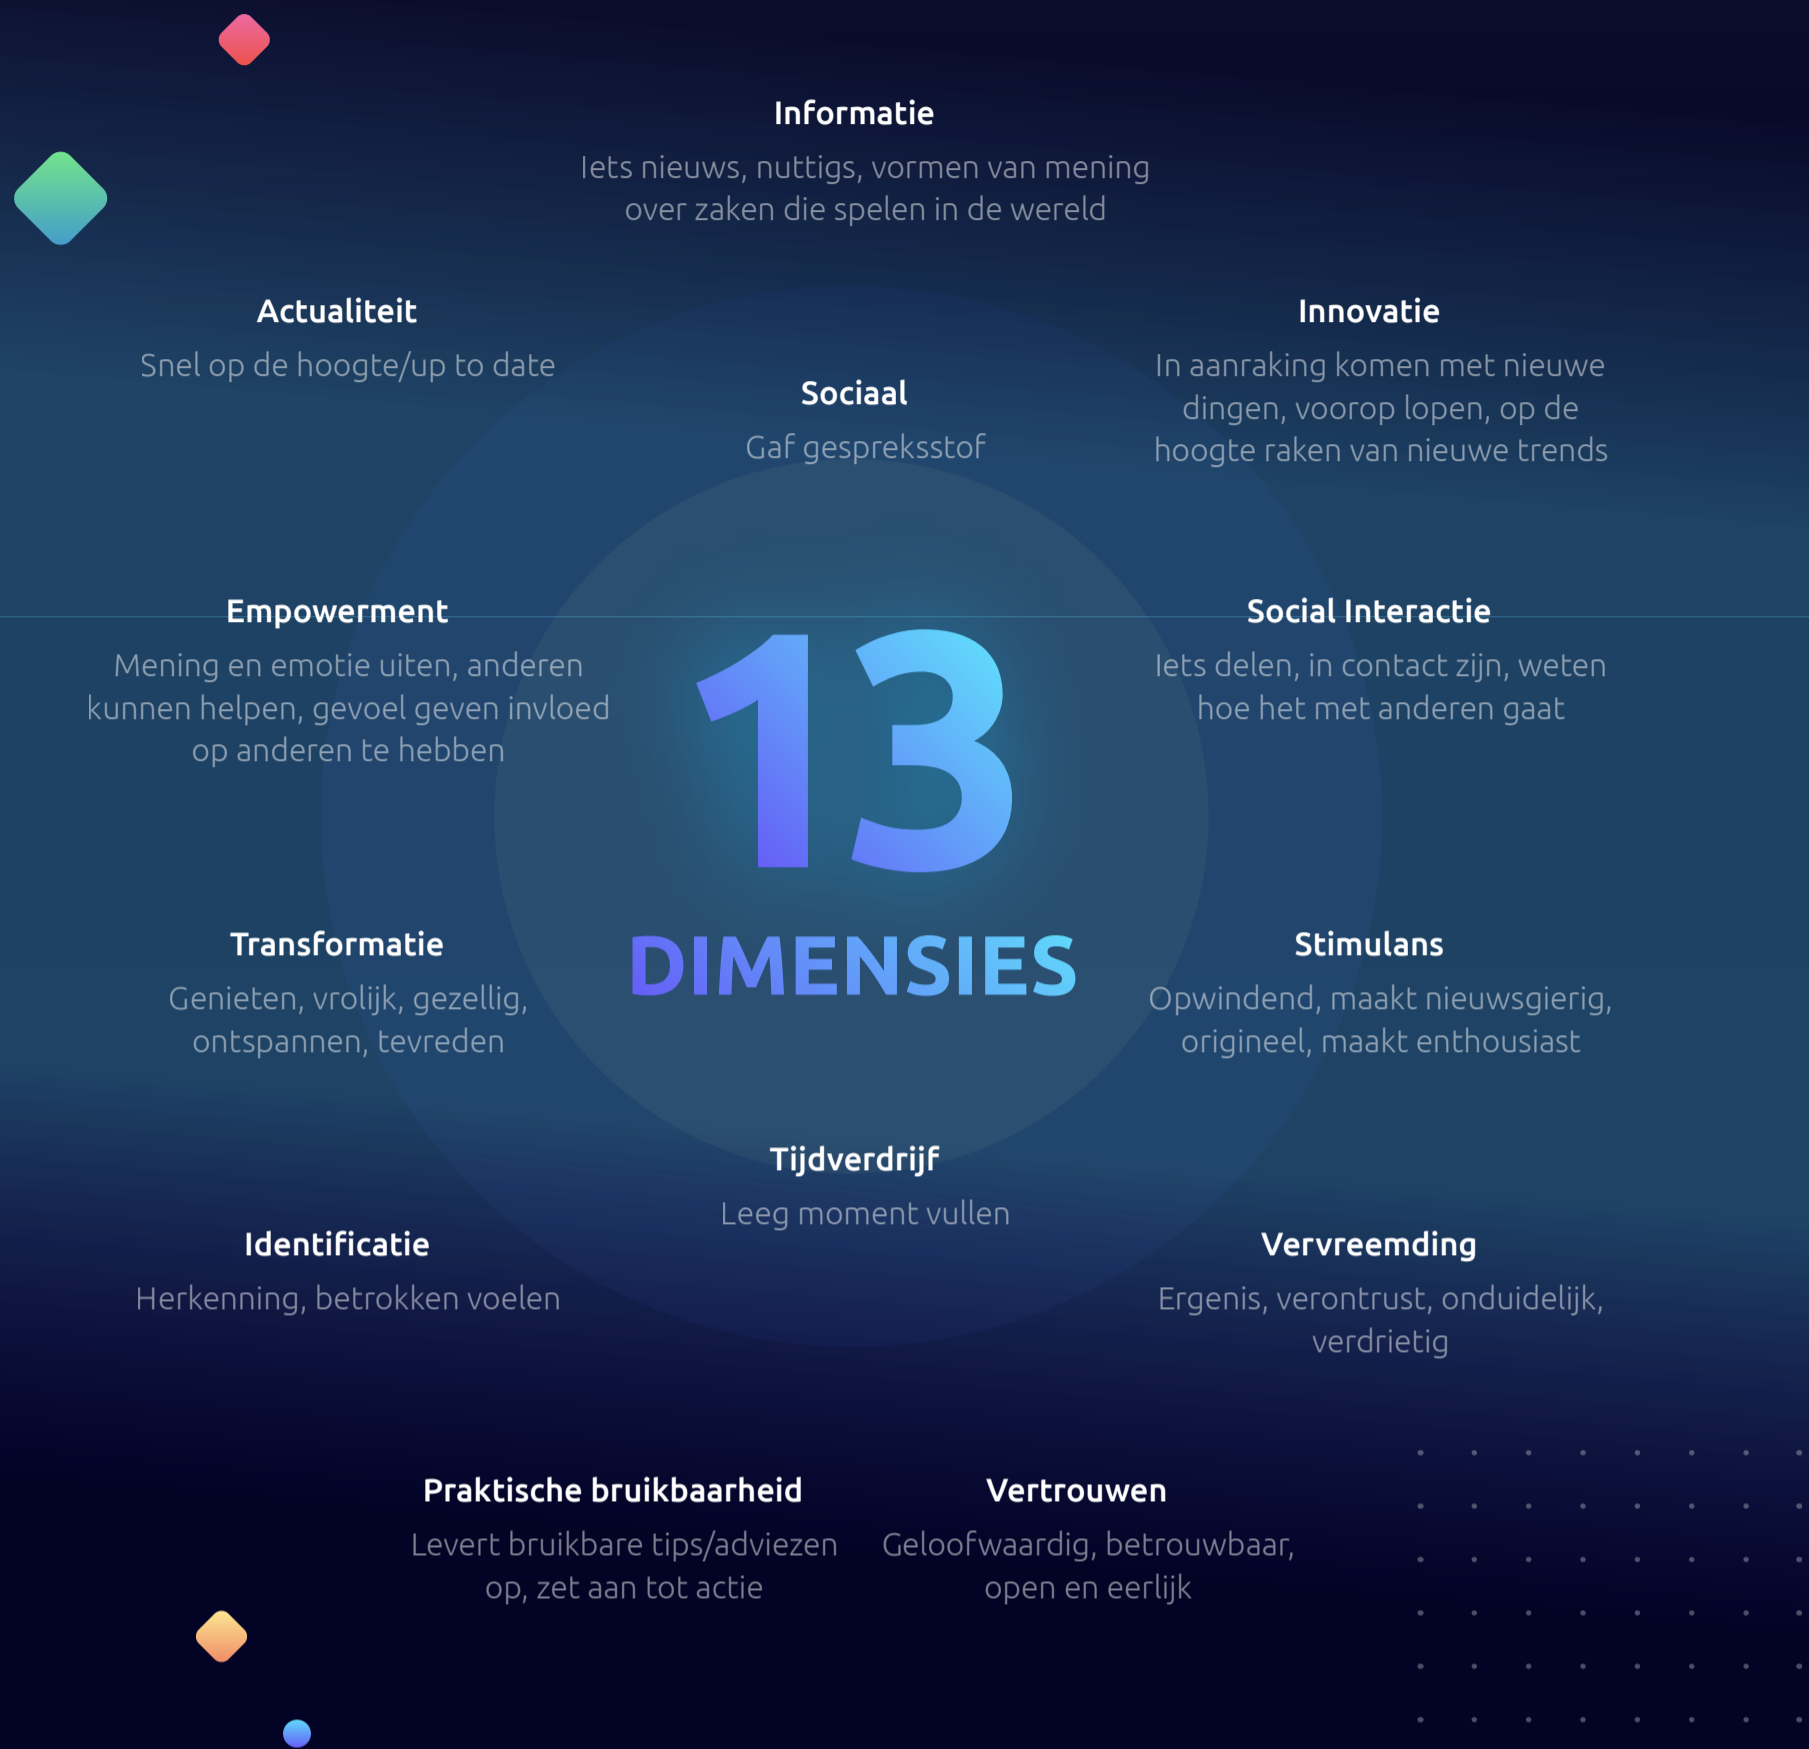 Informatie
Iets nieuws, nuttigs, vormen van mening
over zaken die spelen in de wereld
Actualiteit
Snel op de hoogte/up to date
Innovatie
In aanraking komen met nieuwe
dingen, voorop lopen, op de
hoogte raken van nieuwe trends
Sociaal
Gaf gespreksstof
Empowerment
Mening en emotie uiten, anderen
kunnen helpen, gevoel geven invloed
op anderen te hebben
Social Interactie
Iets delen, in contact zijn, weten
hoe het met anderen gaat
13
DIMENSIES
Transformatie
Genieten, vrolijk, gezellig,
ontspannen, tevreden
Stimulans
Opwindend, maakt nieuwsgierig,
origineel, maakt enthousiast
Tijdverdrijf
Leeg moment vullen
Identificatie
Herkenning, betrokken voelen
Vervreemding
Ergenis, verontrust, onduidelijk,
verdrietig
Praktische bruikbaarheid
Levert bruikbare tips/adviezen
op, zet aan tot actie
Vertrouwen
Geloofwaardig, betrouwbaar,
open en eerlijk